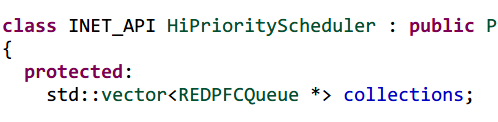 class INET_API HiPriorityScheduler : public P
{
protected:
std::vector<REDPFCQueue *> collections;